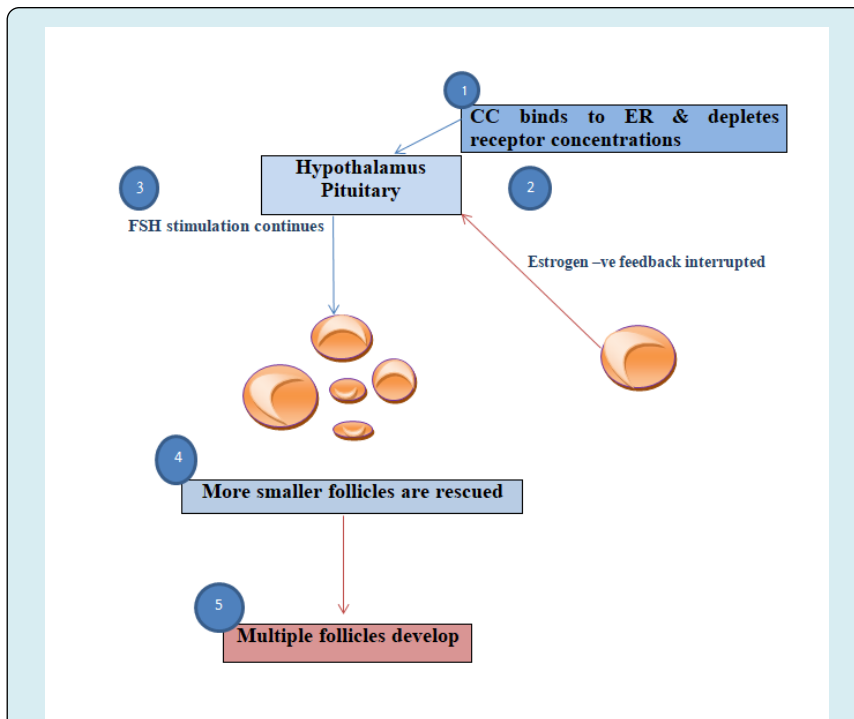 1
CC binds to ER & depletes
receptor concentrations
Hypothalamus
Pituitary
2
3
FSH stimulation continues
Estrogen –ve feedback interrupted
4
More smaller follicles are rescued
5
Multiple follicles develop